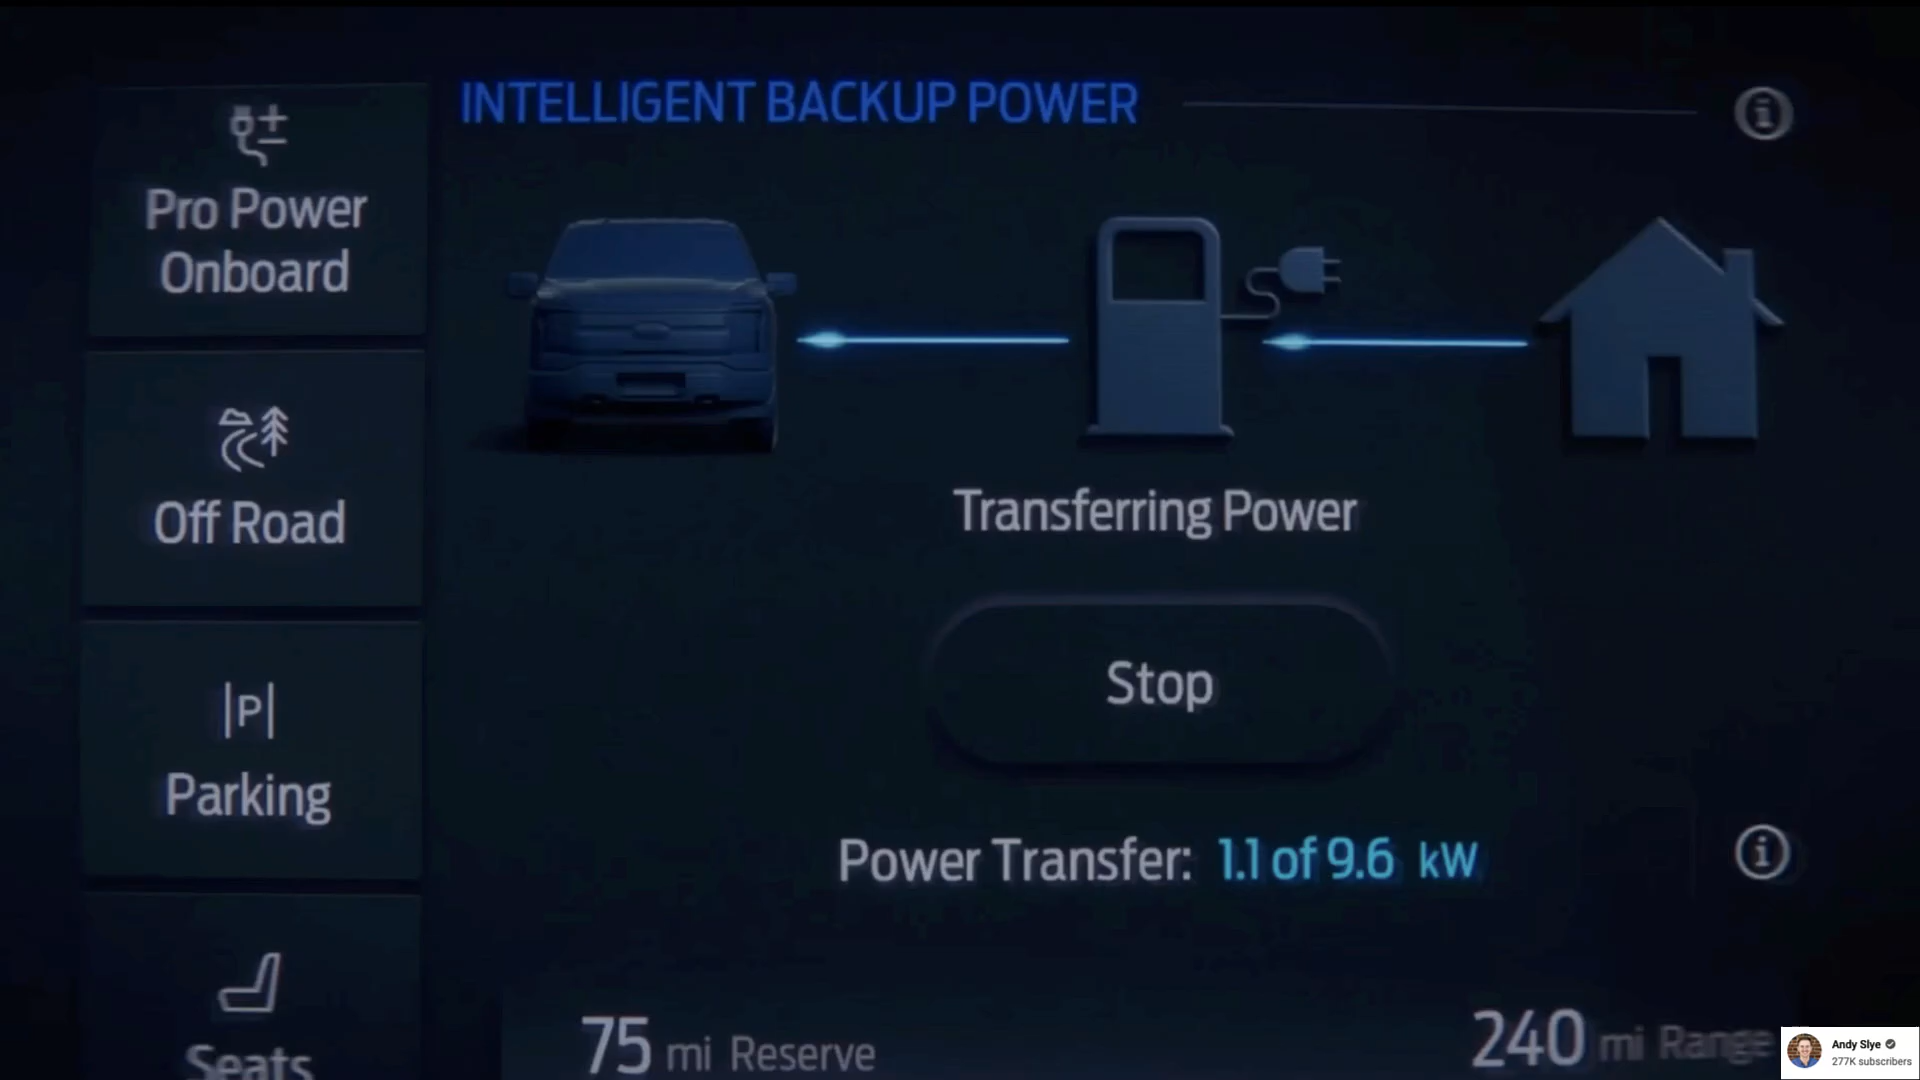 INTELLIGENT BACKUP POWER
Pro Power
Onboard
Off Road
P
Parking
Seats
Transferring Power
Stop
Power Transfer: 1.1 of 9.6 kW
75 mi Reserve
240 mi Range
Andy Slye
277K subscribers